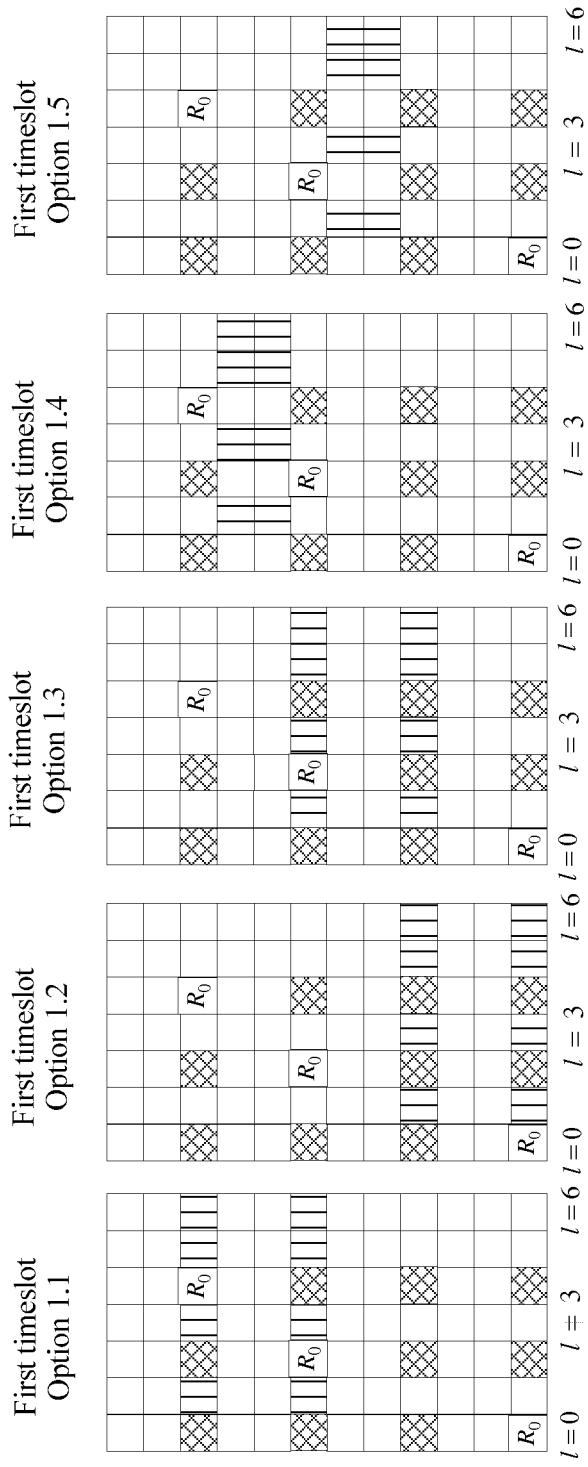 First timeslot
Option 1.1
R₀
R₀
R₀
l=0 l = 3 l=6
First timeslot
Option 1.2
R₀
R₀
R₀
l=0 l = 3 l=6
First timeslot
Option 1.3
R₀
R₀
R₀
l=0 l = 3 l=6
First timeslot
Option 1.4
R₀
R₀
R₀
l=0 l = 3 l=6
First timeslot
Option 1.5
R₀
R₀
R₀
l=0 l = 3 l=6